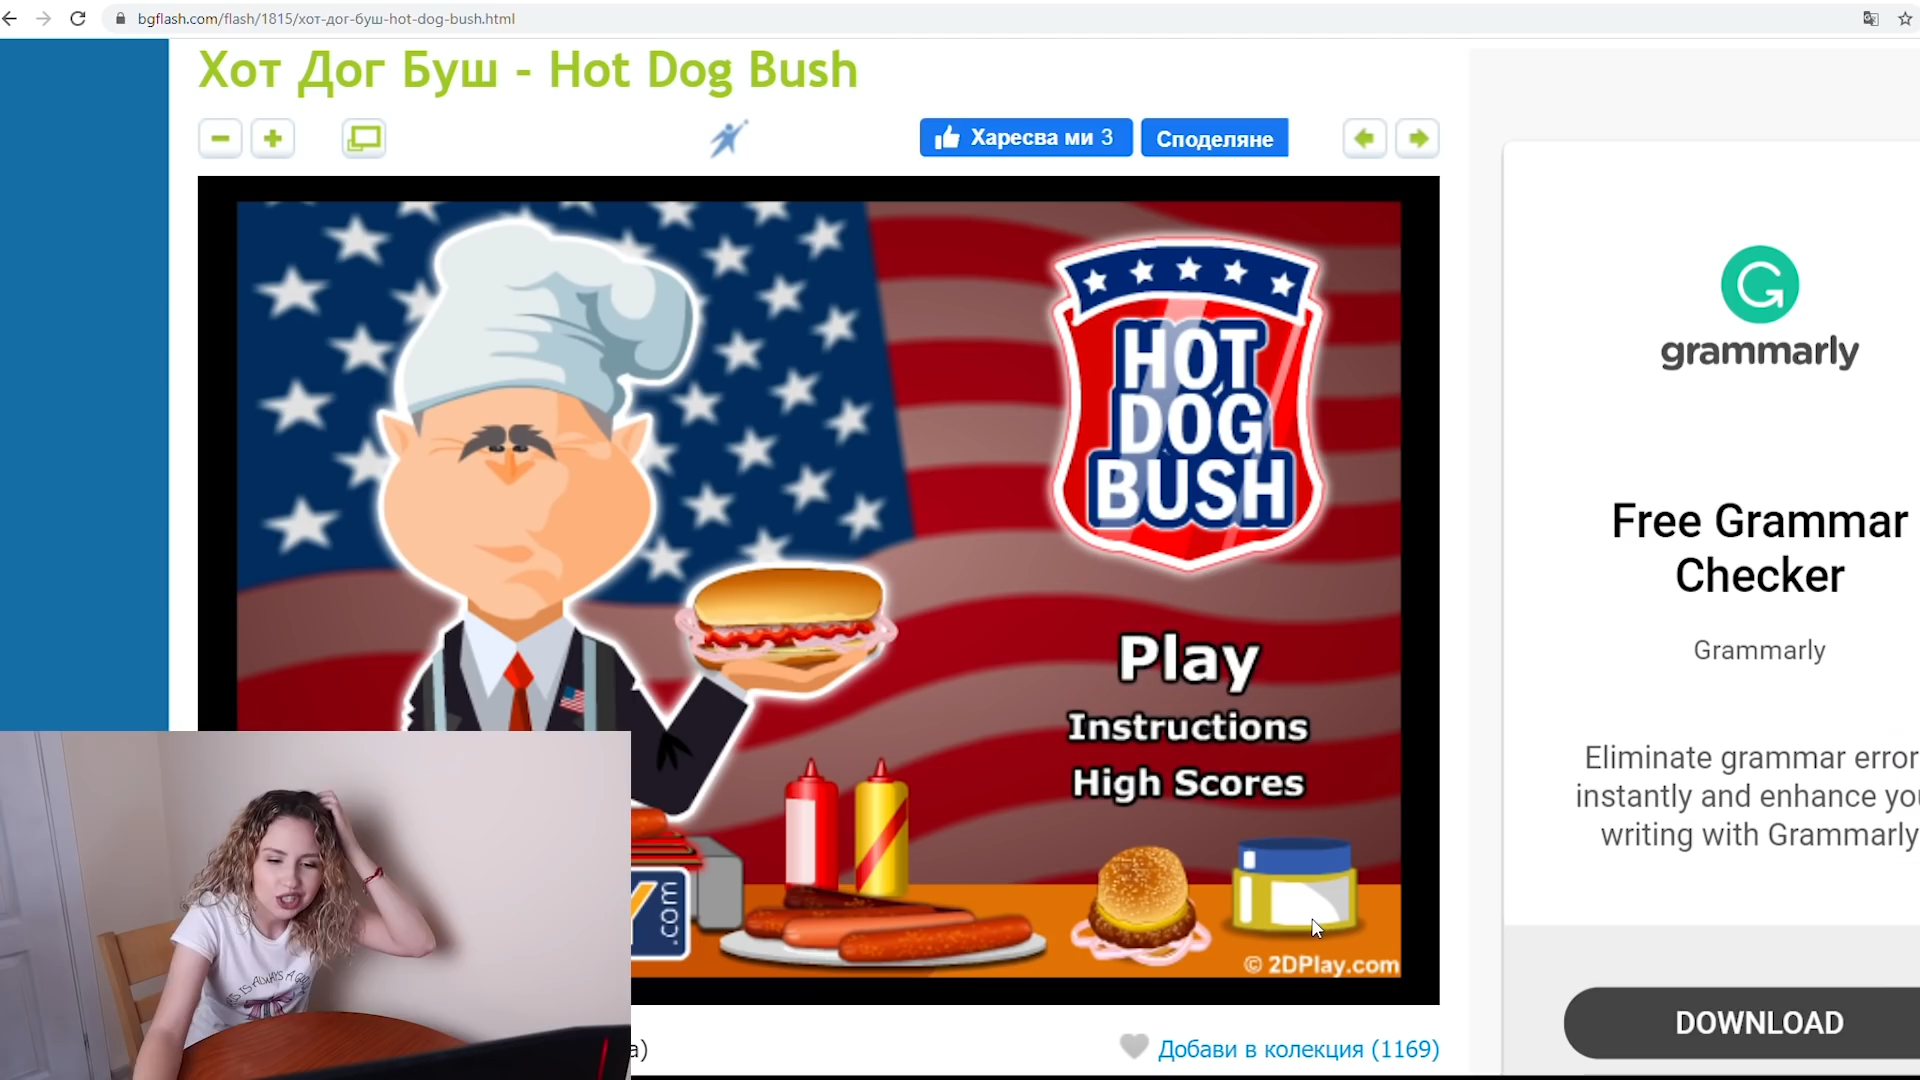 bgflash.com/flash/1815/хот-дог-буш-hot-dog-bush.html
Хот Дог Буш - Hot Dog Bush
Харесва ми 3
Споделяне
HOT
DOG
BUSH
Play
Instructions
High Scores
.com
© 2DPlay.com
Добави в колекция (1169)
grammarly
Free Grammar
Checker
Grammarly
Eliminate grammar error
instantly and enhance yo
writing with Grammarly
DOWNLOAD